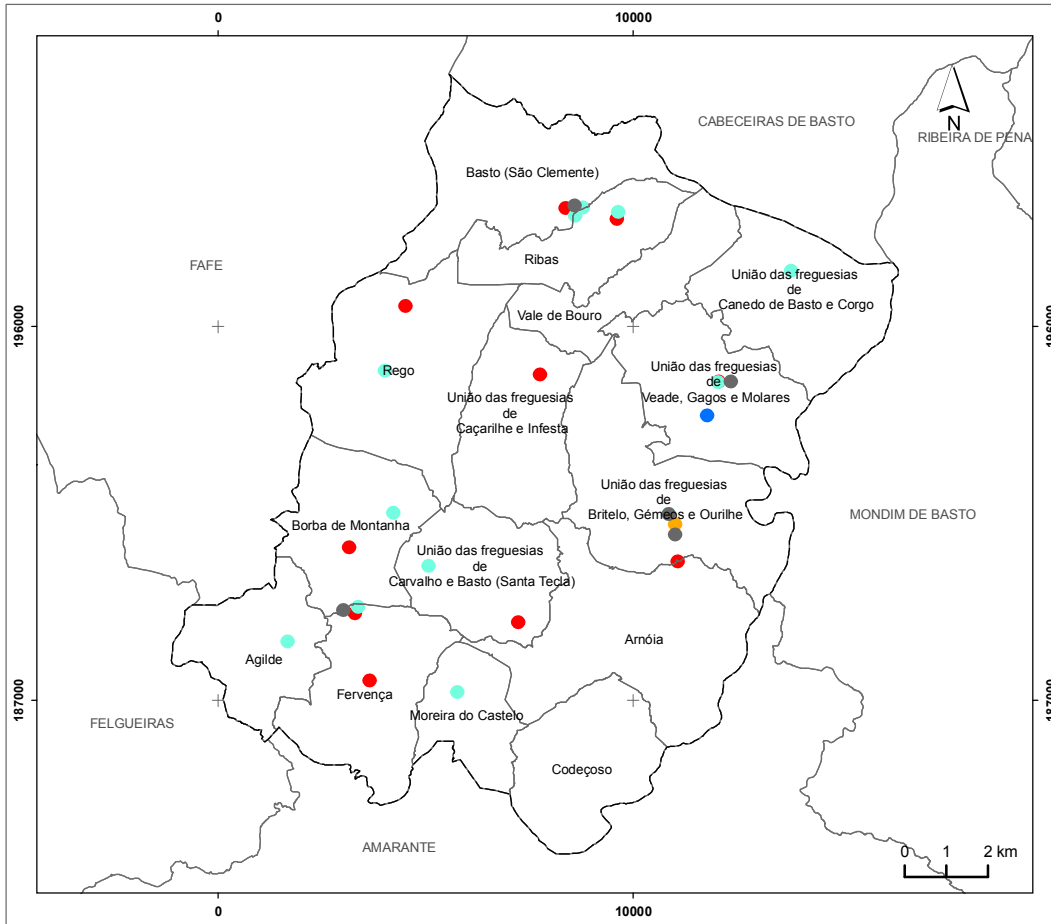 0
10000
CABECEIRAS DE BASTO
N
RIBEIRA DE PENA
Basto (São Clemente)
FAFE
Ribas
União das freguesias
de
Canedo de Basto e Corgo
196000
196000
Vale de Bouro
Rego
União das freguesias
de
Veade, Gagos e Molares
União das freguesias
de
Caçarilhe e Infesta
União das freguesias
de
Britelo, Gémeos e Ourilhe
MONDIM DE BASTO
Borba de Montanha
União das freguesias
de
Carvalho e Basto (Santa Tecla)
Arnóia
Agilde
Fervença
187000
187000
Moreira do Castelo
FELGUEIRAS
Codeçoso
AMARANTE
0 1 2 km
0
10000